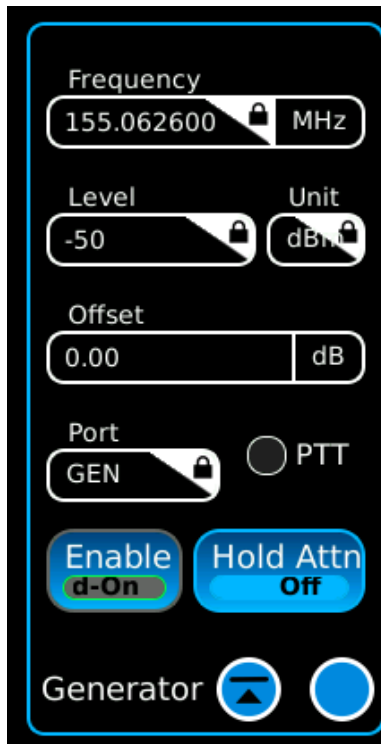 Frequency
155.062600 MHz
Level Unit
-50 dBm
Offset
0.00 dB
Port
GEN PTT
Enable Hold Attn
d-On Off
Generator